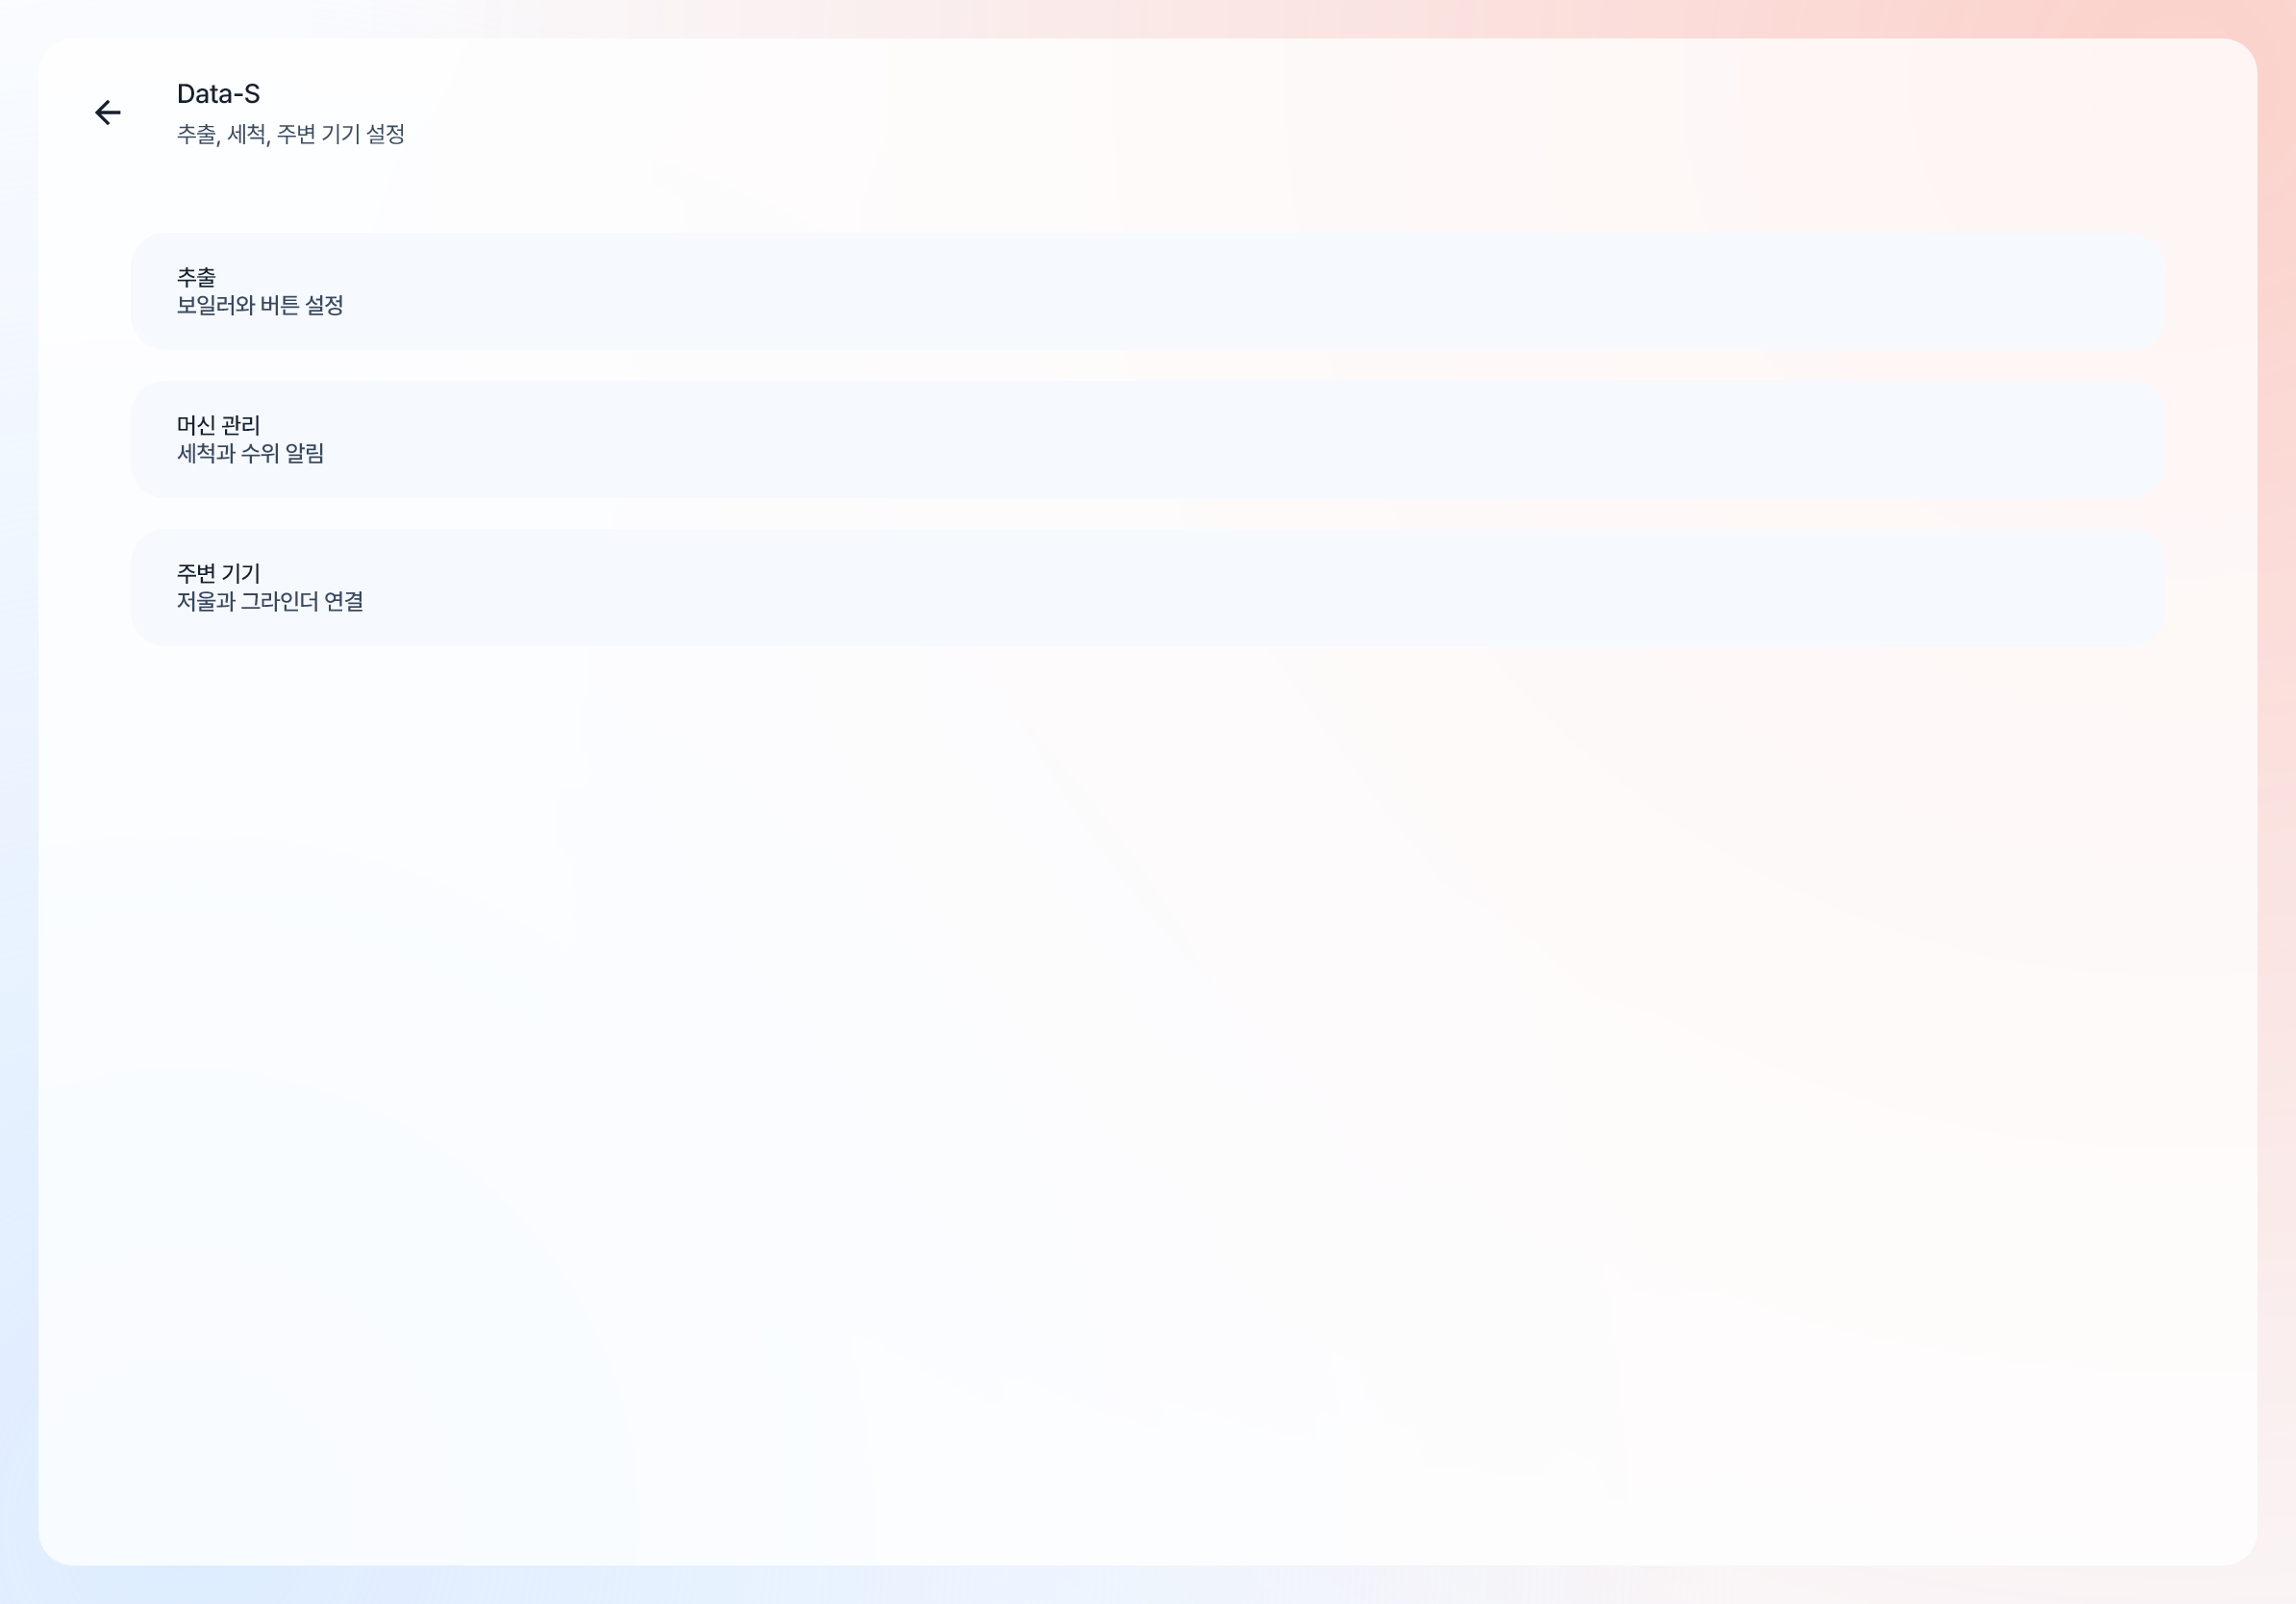 Data-S
추출, 세척, 주변 기기 설정
추출
보일러와 버튼 설정
머신 관리
세척과 수위 알림
주변 기기
저울과 그라인더 연결